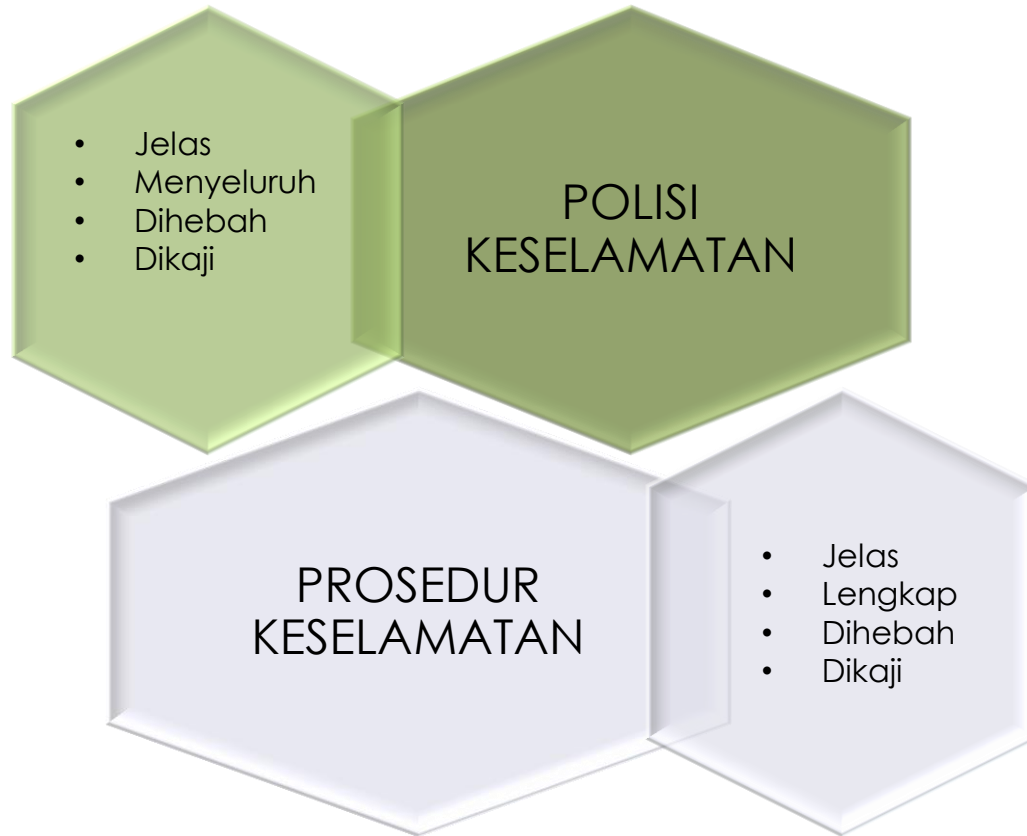 • Jelas
• Menyeluruh
• Dihebah
• Dikaji
POLISI
KESELAMATAN
PROSEDUR
KESELAMATAN
• Jelas
• Lengkap
• Dihebah
• Dikaji